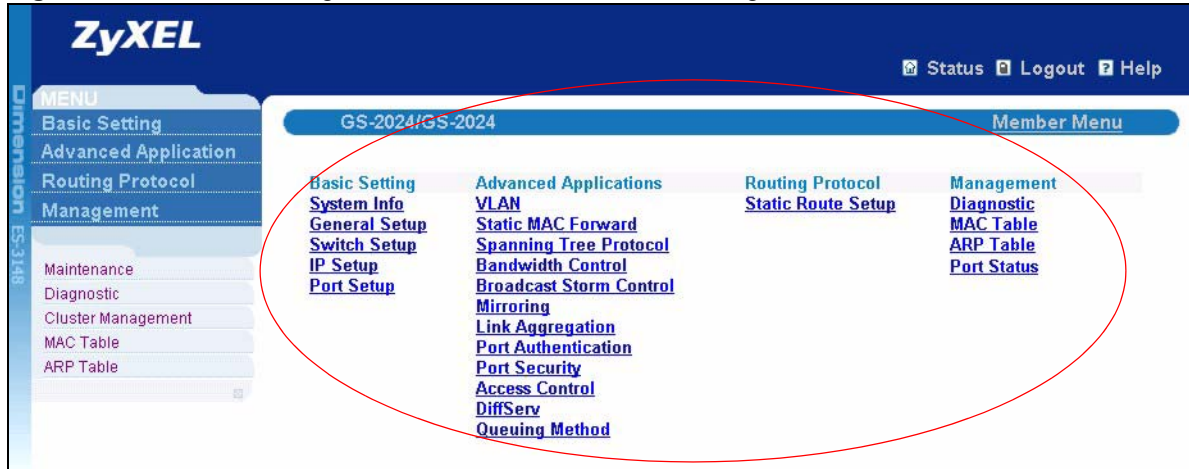 ZyXEL
Status Logout Help
Dimension ES-3148
MENU
Basic Setting
Advanced Application
Routing Protocol
Management
Maintenance
Diagnostic
Cluster Management
MAC Table
ARP Table
GS-2024/GS-2024
Member Menu
Basic Setting
System Info
General Setup
Switch Setup
IP Setup
Port Setup
Advanced Applications
VLAN
Static MAC Forward
Spanning Tree Protocol
Bandwidth Control
Broadcast Storm Control
Mirroring
Link Aggregation
Port Authentication
Port Security
Access Control
DiffServ
Queuing Method
Routing Protocol
Static Route Setup
Management
Diagnostic
MAC Table
ARP Table
Port Status